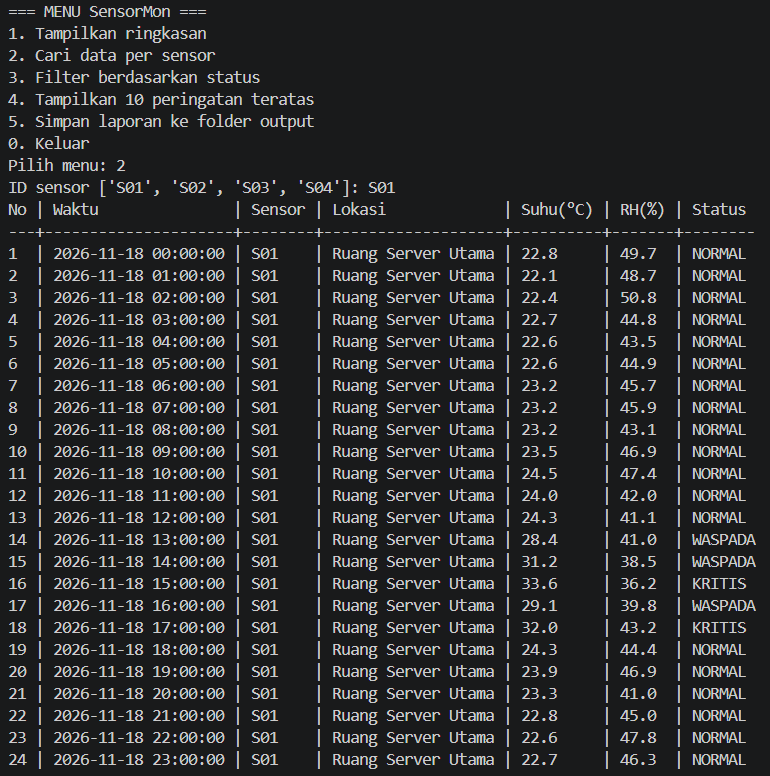 === MENU SensorMon ===
1. Tampilkan ringkasan
2. Cari data per sensor
3. Filter berdasarkan status
4. Tampilkan 10 peringatan teratas
5. Simpan laporan ke folder output
0. Keluar
Pilih menu: 2
ID sensor ['S01', 'S02', 'S03', 'S04']: S01
No | Waktu               | Sensor | Lokasi             | Suhu(°C) | RH(%) | Status
---+---------------------+--------+--------------------+----------+-------+--------
1  | 2026-11-18 00:00:00 | S01    | Ruang Server Utama | 22.8     | 49.7  | NORMAL
2  | 2026-11-18 01:00:00 | S01    | Ruang Server Utama | 22.1     | 48.7  | NORMAL
3  | 2026-11-18 02:00:00 | S01    | Ruang Server Utama | 22.4     | 50.8  | NORMAL
4  | 2026-11-18 03:00:00 | S01    | Ruang Server Utama | 22.7     | 44.8  | NORMAL
5  | 2026-11-18 04:00:00 | S01    | Ruang Server Utama | 22.6     | 43.5  | NORMAL
6  | 2026-11-18 05:00:00 | S01    | Ruang Server Utama | 22.6     | 44.9  | NORMAL
7  | 2026-11-18 06:00:00 | S01    | Ruang Server Utama | 23.2     | 45.7  | NORMAL
8  | 2026-11-18 07:00:00 | S01    | Ruang Server Utama | 23.2     | 45.9  | NORMAL
9  | 2026-11-18 08:00:00 | S01    | Ruang Server Utama | 23.2     | 43.1  | NORMAL
10 | 2026-11-18 09:00:00 | S01    | Ruang Server Utama | 23.5     | 46.9  | NORMAL
11 | 2026-11-18 10:00:00 | S01    | Ruang Server Utama | 24.5     | 47.4  | NORMAL
12 | 2026-11-18 11:00:00 | S01    | Ruang Server Utama | 24.0     | 42.0  | NORMAL
13 | 2026-11-18 12:00:00 | S01    | Ruang Server Utama | 24.3     | 41.1  | NORMAL
14 | 2026-11-18 13:00:00 | S01    | Ruang Server Utama | 28.4     | 41.0  | WASPADA
15 | 2026-11-18 14:00:00 | S01    | Ruang Server Utama | 31.2     | 38.5  | WASPADA
16 | 2026-11-18 15:00:00 | S01    | Ruang Server Utama | 33.6     | 36.2  | KRITIS
17 | 2026-11-18 16:00:00 | S01    | Ruang Server Utama | 29.1     | 39.8  | WASPADA
18 | 2026-11-18 17:00:00 | S01    | Ruang Server Utama | 32.0     | 43.2  | KRITIS
19 | 2026-11-18 18:00:00 | S01    | Ruang Server Utama | 24.3     | 44.4  | NORMAL
20 | 2026-11-18 19:00:00 | S01    | Ruang Server Utama | 23.9     | 46.9  | NORMAL
21 | 2026-11-18 20:00:00 | S01    | Ruang Server Utama | 23.3     | 41.0  | NORMAL
22 | 2026-11-18 21:00:00 | S01    | Ruang Server Utama | 22.8     | 45.0  | NORMAL
23 | 2026-11-18 22:00:00 | S01    | Ruang Server Utama | 22.6     | 47.8  | NORMAL
24 | 2026-11-18 23:00:00 | S01    | Ruang Server Utama | 22.7     | 46.3  | NORMAL